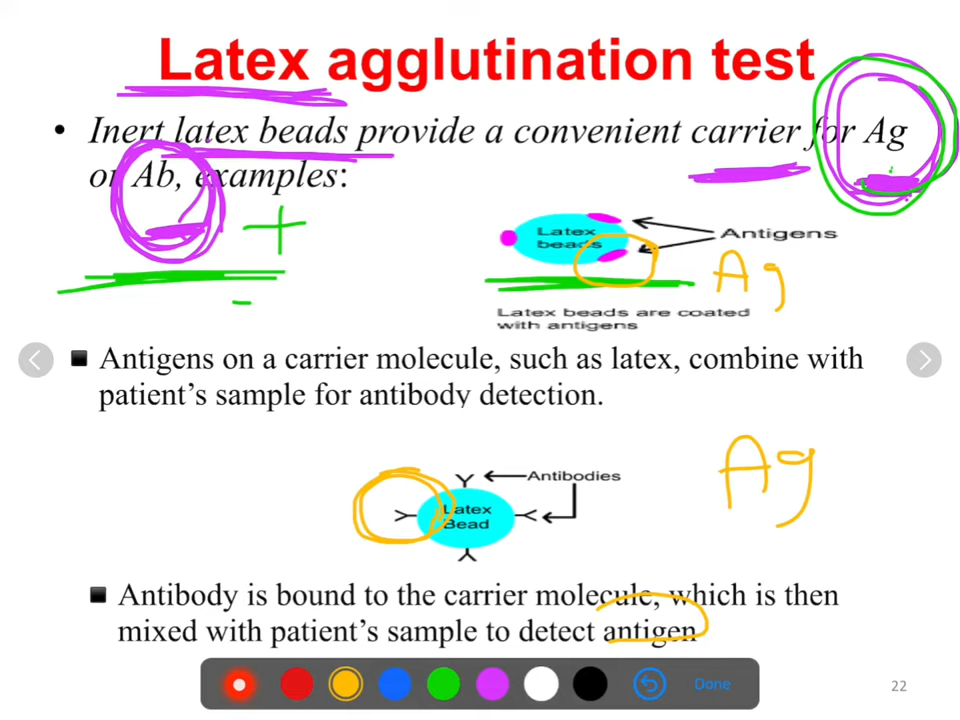 Latex agglutination test
• Inert latex beads provide a convenient carrier for Ag
or Ab, examples:
+
-
Latex
beads
Antigens
Ag
Latex beads are coated
with antigens
■ Antigens on a carrier molecule, such as latex, combine with
patient's sample for antibody detection.
Ag
Antibodies
Latex
Bead
■ Antibody is bound to the carrier molecule, which is then
mixed with patient's sample to detect antigen
Done
22